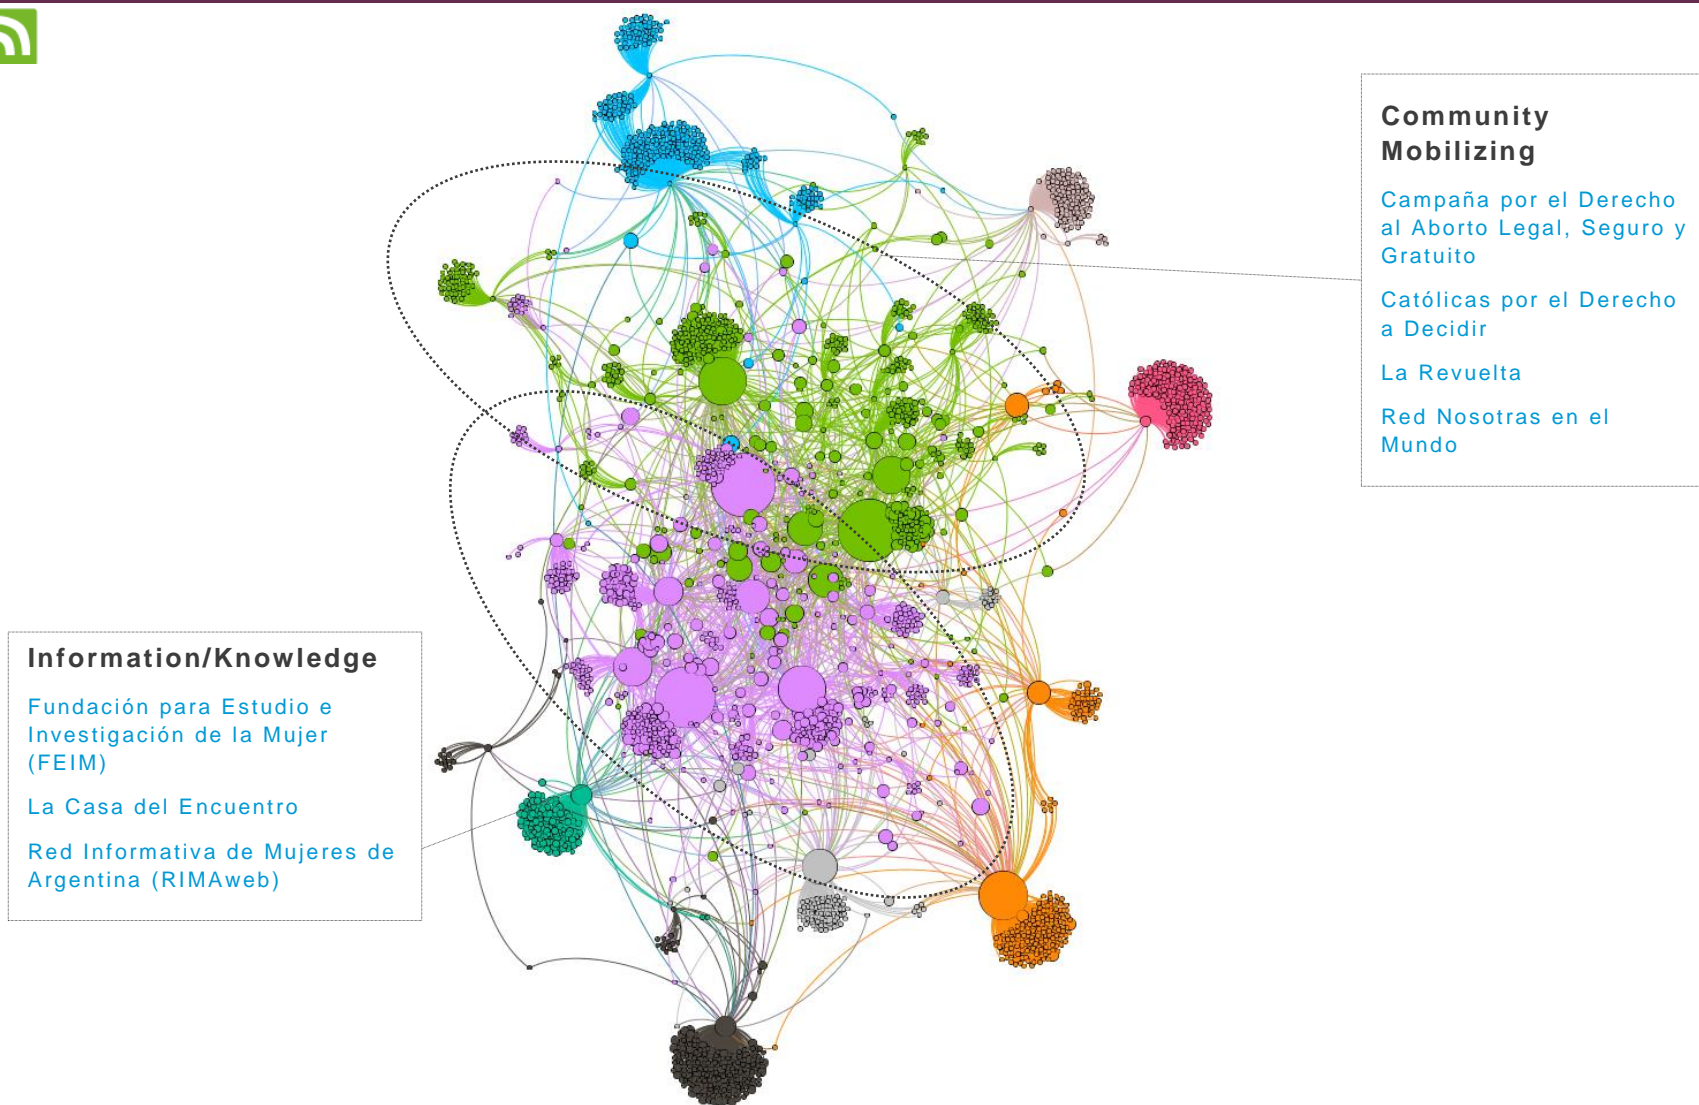 Community
Mobilizing
Campaña por el Derecho
al Aborto Legal, Seguro y
Gratuito
Católicas por el Derecho
a Decidir
La Revuelta
Red Nosotras en el
Mundo
Information/Knowledge
Fundación para Estudio e
Investigación de la Mujer
(FEIM)
La Casa del Encuentro
Red Informativa de Mujeres de
Argentina (RIMAweb)